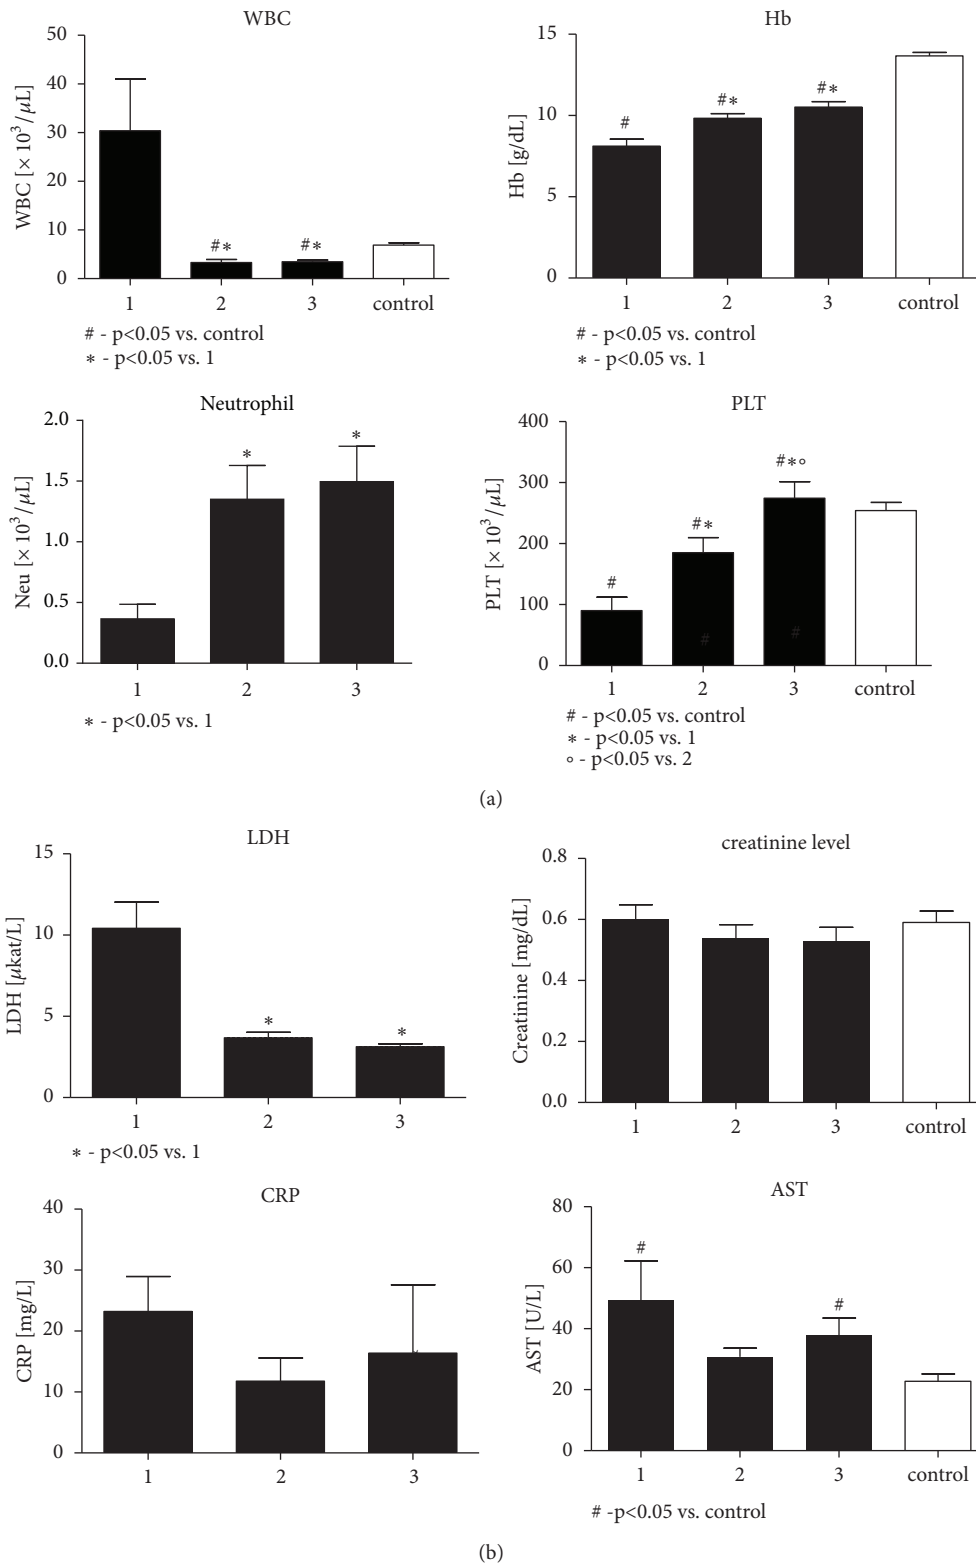 WBC
WBC [× 10³/μL]
50
40
30
20
10
0
#*
#*
1 2 3 control
# - p<0.05 vs. control
* - p<0.05 vs. 1
Hb
Hb [g/dL]
15
10
5
0
#
#*
#*
1 2 3 control
# - p<0.05 vs. control
* - p<0.05 vs. 1
Neutrophil
Neu [× 10³/μL]
2.0
1.5
1.0
0.5
0.0
*
*
1 2 3
* - p<0.05 vs. 1
PLT
PLT [× 10³/μL]
400
300
200
100
0
#
#*
#*°
#
#
1 2 3 control
# - p<0.05 vs. control
* - p<0.05 vs. 1
° - p<0.05 vs. 2
(a)
LDH
LDH [μkat/L]
15
10
5
0
*
*
1 2 3
* - p<0.05 vs. 1
creatinine level
Creatinine [mg/dL]
0.8
0.6
0.4
0.2
0.0
1 2 3 control
CRP
CRP [mg/L]
40
30
20
10
0
1 2 3
AST
AST [U/L]
80
60
40
20
0
#
#
1 2 3 control
# -p<0.05 vs. control
(b)